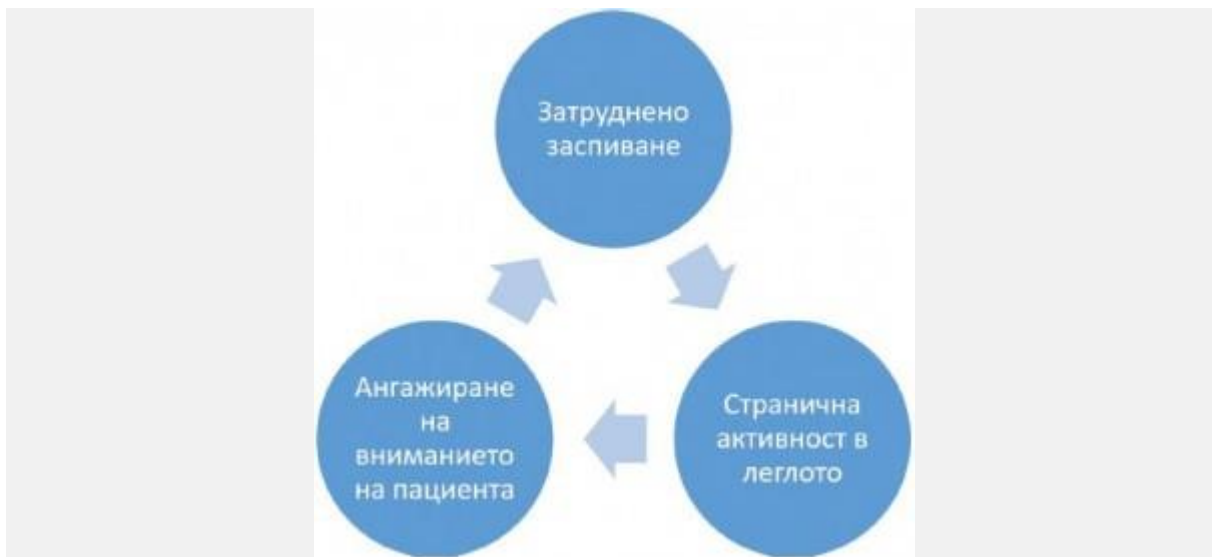 Затруднено
заспиване
Ангажиране
на
вниманието
на пациента
Странична
активност в
леглото